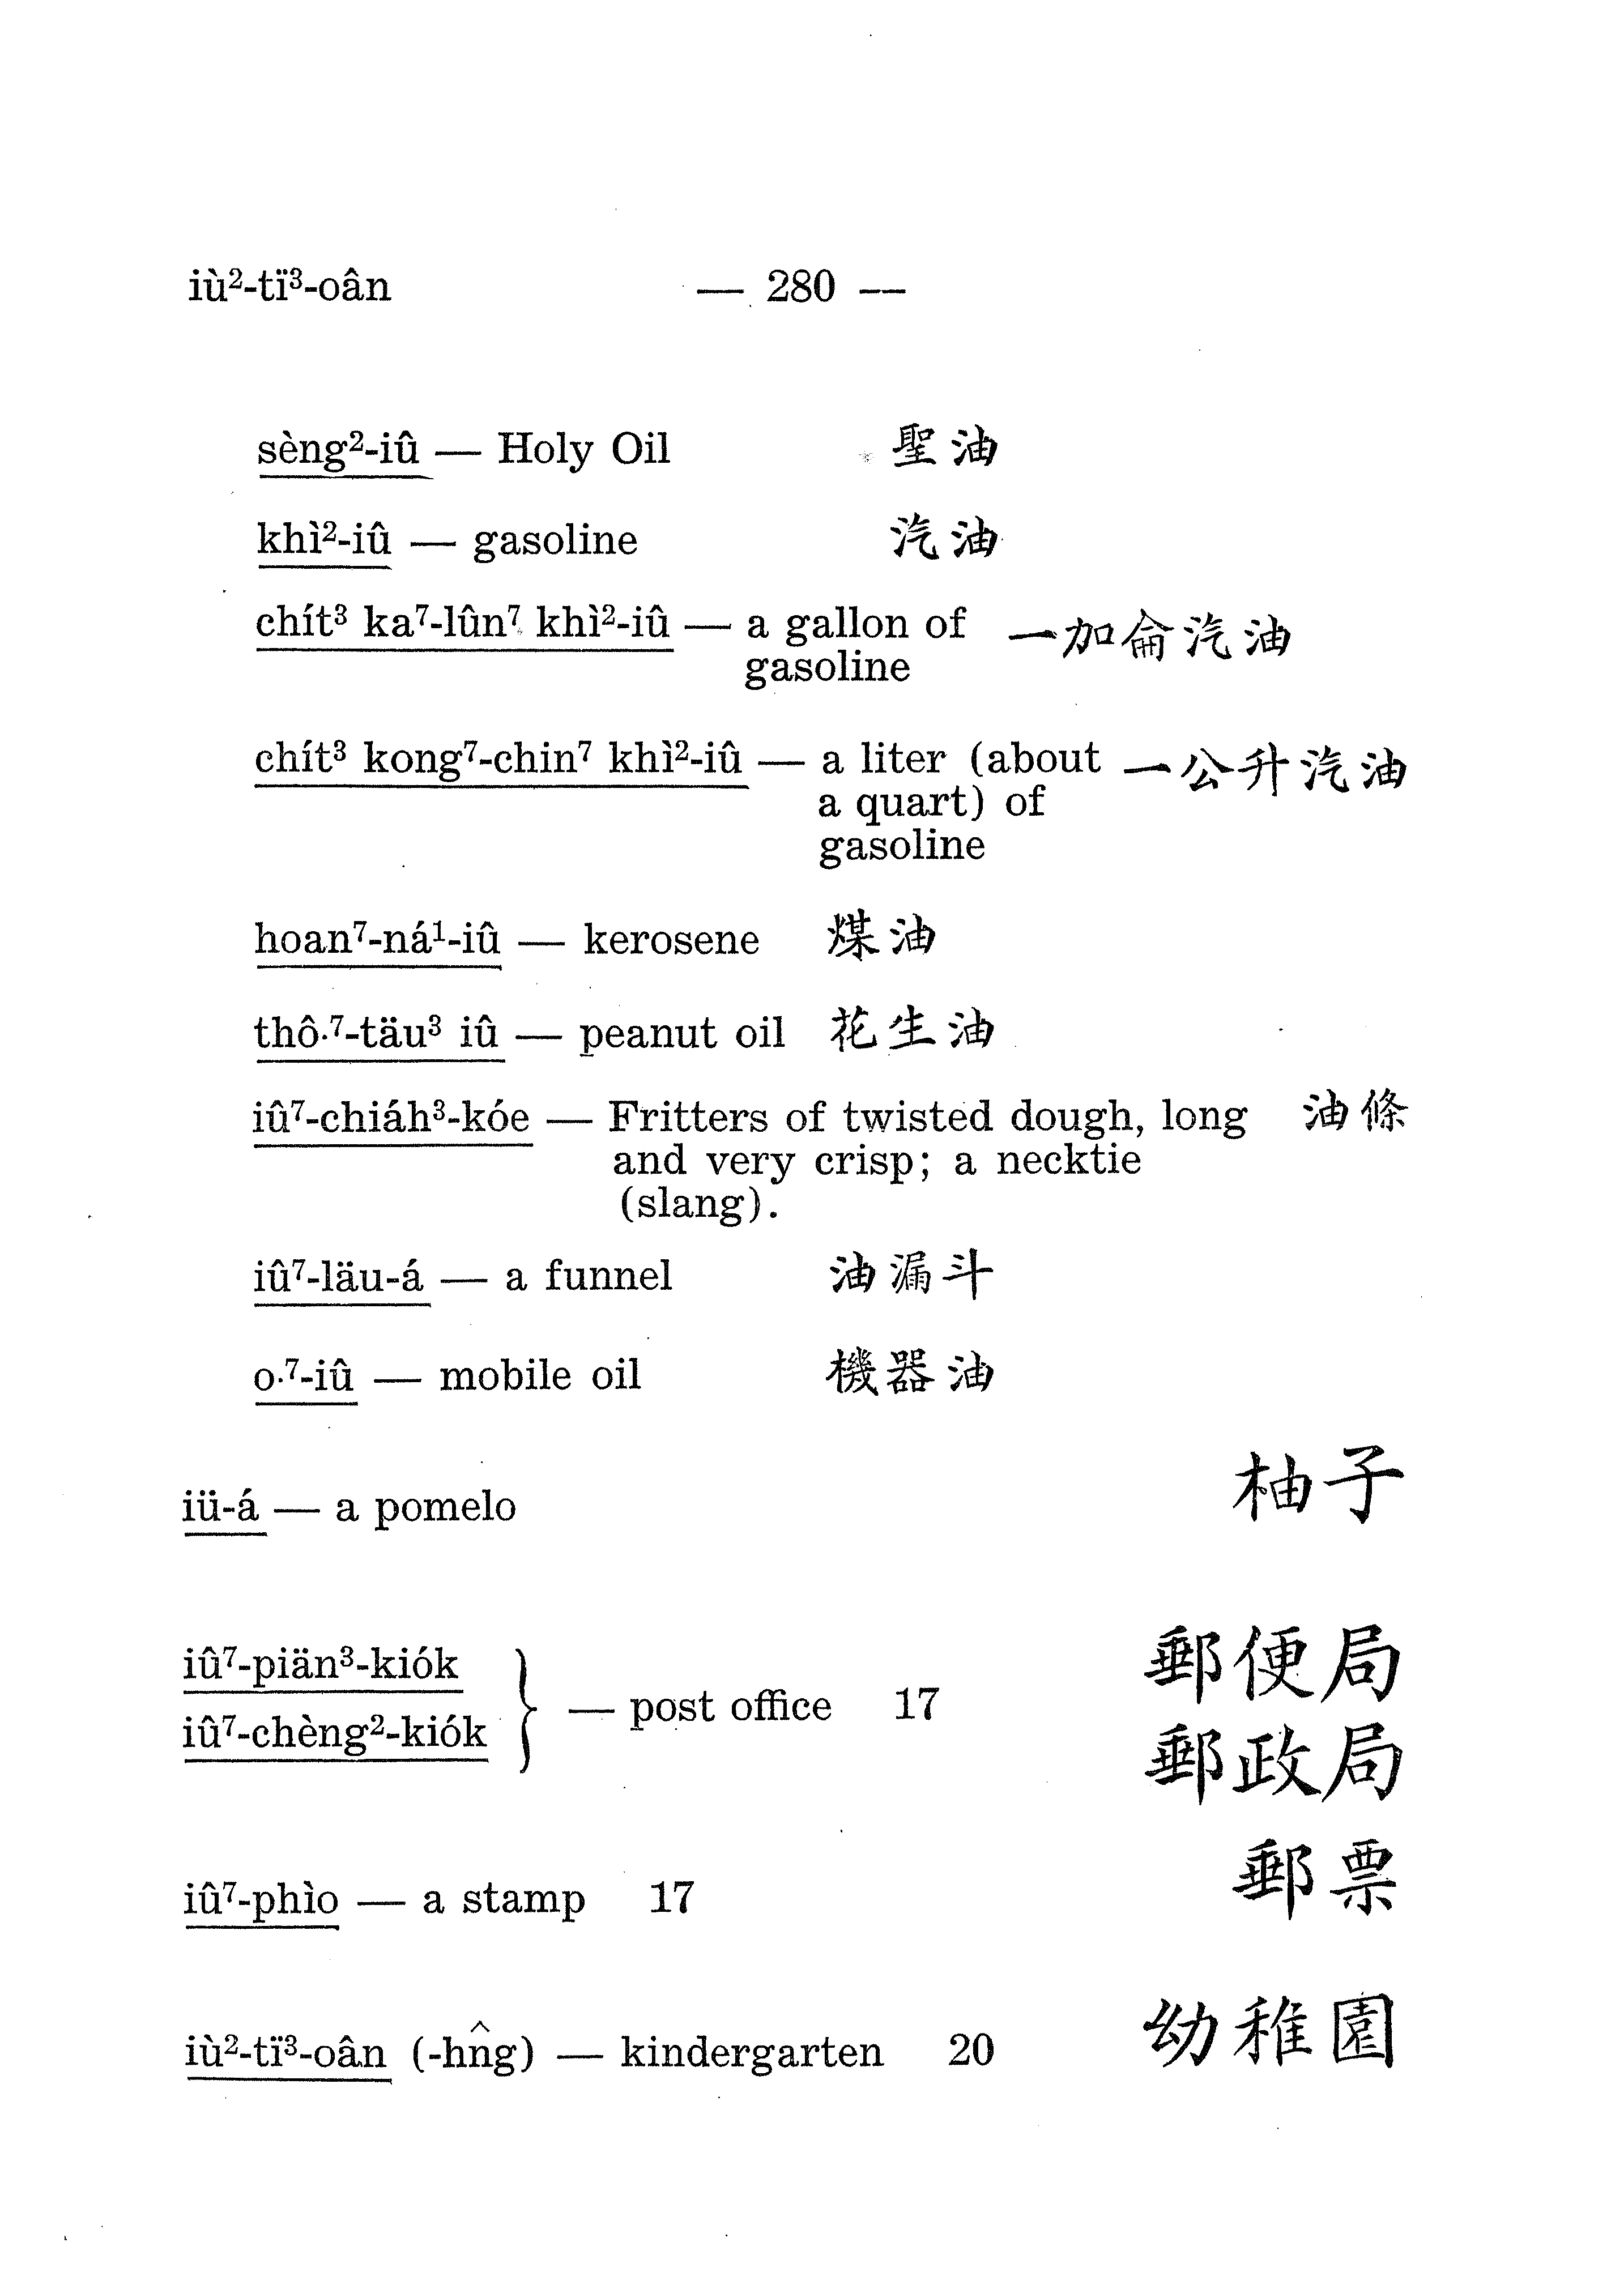 iù²-tï³-oân — 280 —
sèng²-iû — Holy Oil 聖油
khì²-iû — gasoline 汽油
chít³ ka⁷-lûn⁷ khì²-iû — a gallon of 一加侖汽油
gasoline
chít³ kong⁷-chin⁷ khì²-iû — a liter (about 一公升汽油
a quart) of
gasoline
hoan⁷-ná¹-iû — kerosene 煤油
thô·⁷-täu³ iû — peanut oil 花生油
iû⁷-chiáh³-kóe — Fritters of twisted dough, long 油條
and very crisp; a necktie
(slang).
iû⁷-läu-á — a funnel 油漏斗
o·⁷-iû — mobile oil 機器油
iü-á — a pomelo 柚子
iû⁷-piän³-kiók 郵便局
iû⁷-chèng²-kiók } — post office 17 郵政局
iû⁷-phìo — a stamp 17 郵票
iù²-tï³-oân (-hn̂g) — kindergarten 20 幼稚園